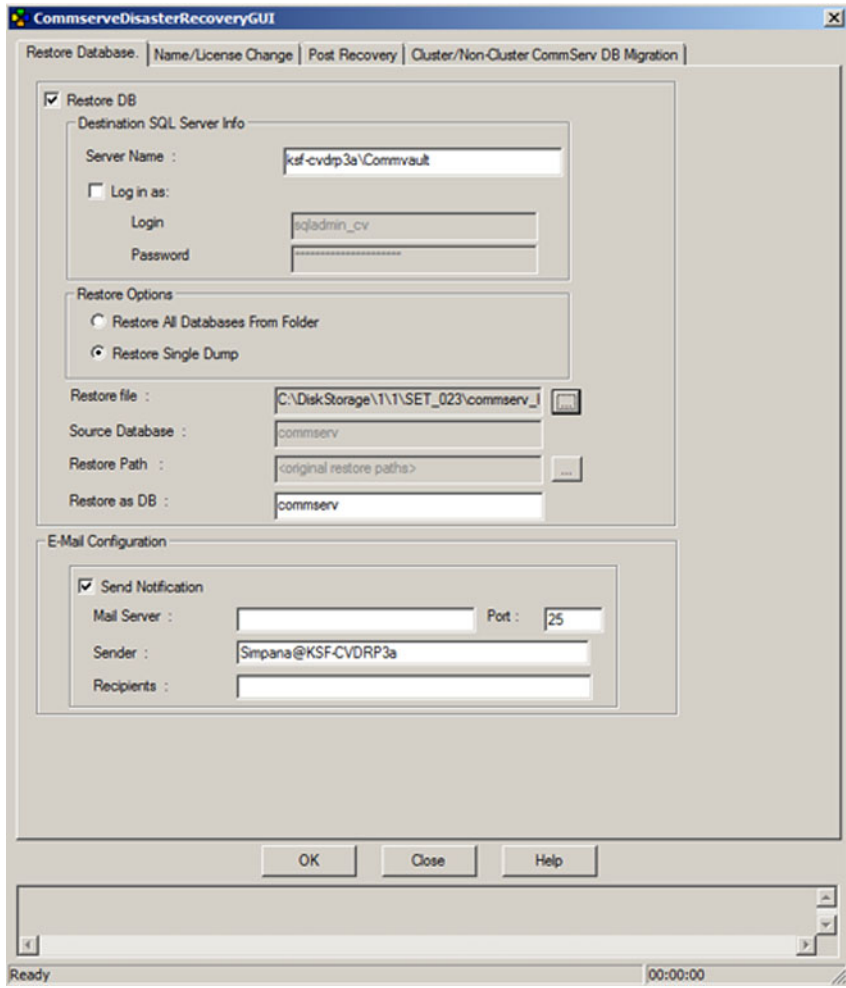 CommserveDisasterRecoveryGUI
Restore Database. Name/License Change Post Recovery Cluster/Non-Cluster CommServ DB Migration
Restore DB
Destination SQL Server Info
Server Name : ksf-cvdrp3a\Commvault
Log in as:
Login sqladmin_cv
Password **********************
Restore Options
Restore All Databases From Folder
Restore Single Dump
Restore file : C:\DiskStorage\1\1\SET_023\commserv_ ...
Source Database : commserv
Restore Path : <original restore paths> ...
Restore as DB : commserv
E-Mail Configuration
Send Notification
Mail Server : Port : 25
Sender : Simpana@KSF-CVDRP3a
Recipients :
OK Close Help
Ready 00:00:00